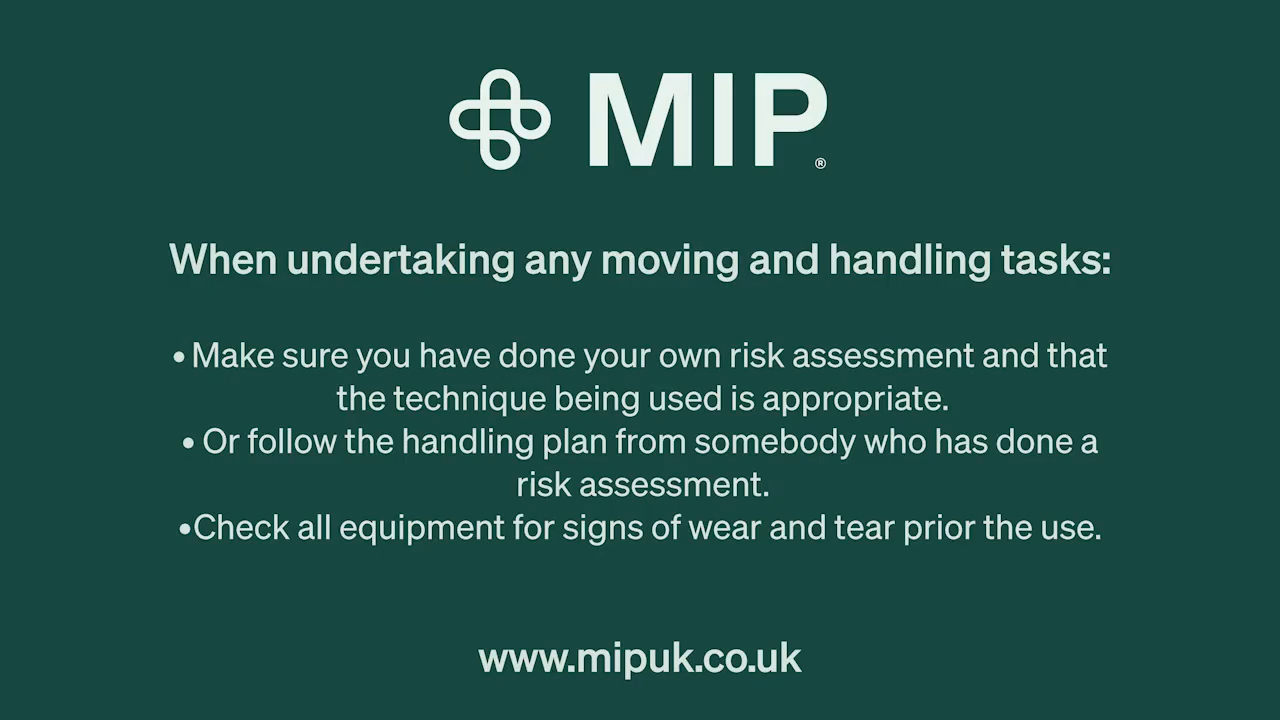 MIP®
When undertaking any moving and handling tasks:
• Make sure you have done your own risk assessment and that
the technique being used is appropriate.
• Or follow the handling plan from somebody who has done a
risk assessment.
•Check all equipment for signs of wear and tear prior the use.
www.mipuk.co.uk